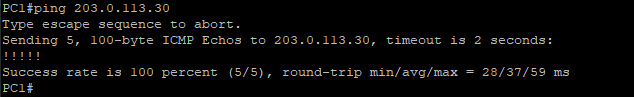 PC1#ping 203.0.113.30
Type escape sequence to abort.
Sending 5, 100-byte ICMP Echos to 203.0.113.30, timeout is 2 seconds:
!!!!!
Success rate is 100 percent (5/5), round-trip min/avg/max = 28/37/59 ms
PC1#